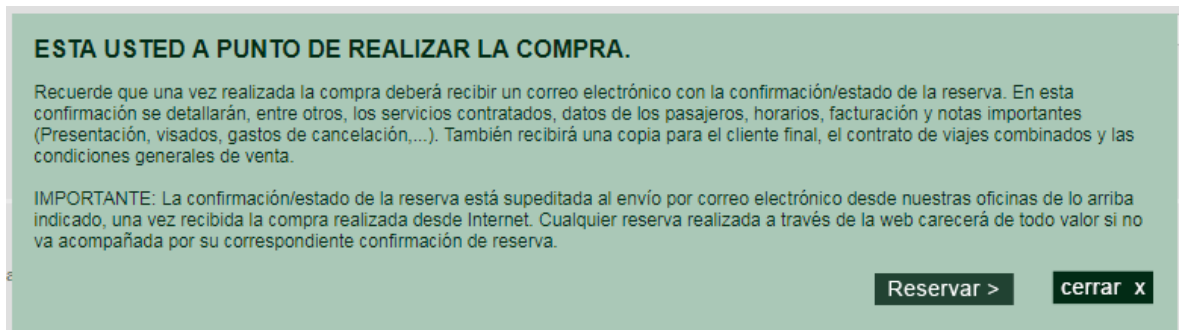 ESTA USTED A PUNTO DE REALIZAR LA COMPRA.
Recuerde que una vez realizada la compra deberá recibir un correo electrónico con la confirmación/estado de la reserva. En esta
confirmación se detallarán, entre otros, los servicios contratados, datos de los pasajeros, horarios, facturación y notas importantes
(Presentación, visados, gastos de cancelación,...). También recibirá una copia para el cliente final, el contrato de viajes combinados y las
condiciones generales de venta.
IMPORTANTE: La confirmación/estado de la reserva está supeditada al envío por correo electrónico desde nuestras oficinas de lo arriba
indicado, una vez recibida la compra realizada desde Internet. Cualquier reserva realizada a través de la web carecerá de todo valor si no
va acompañada por su correspondiente confirmación de reserva.
Reservar >
cerrar x